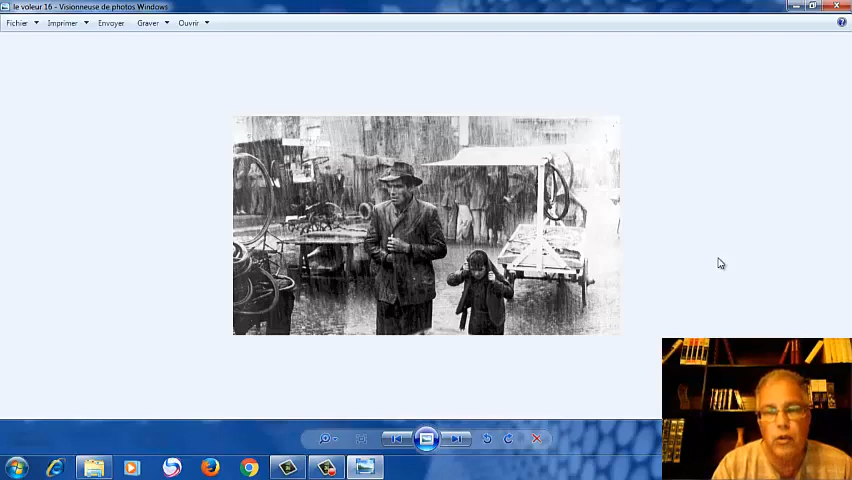 le voleur 16 - Visionneuse de photos Windows
Fichier Imprimer Envoyer Graver Ouvrir